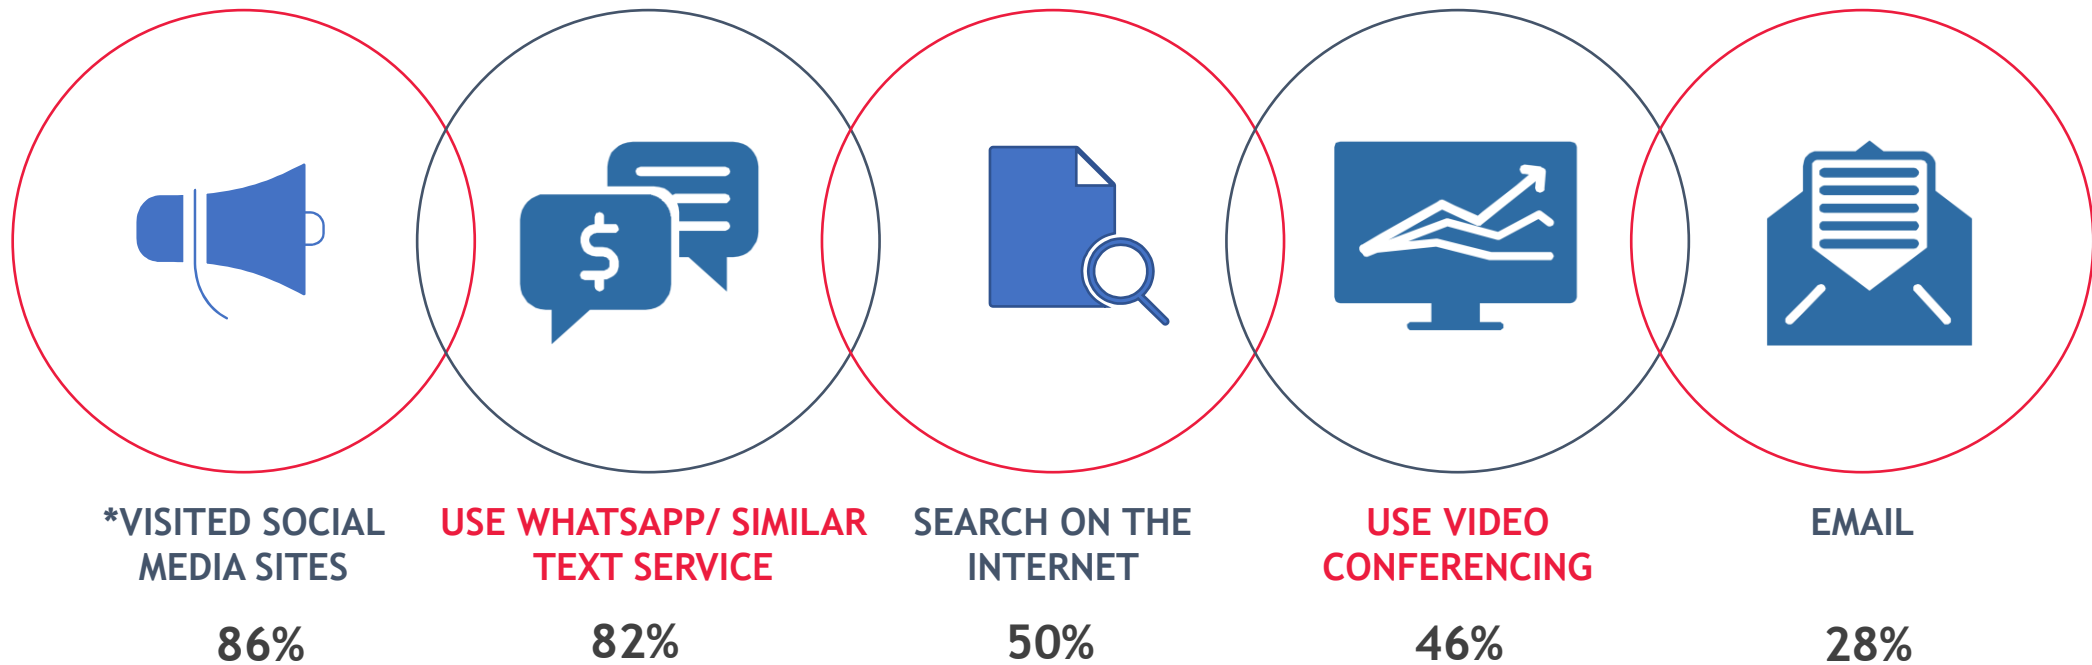 $
*VISITED SOCIAL
MEDIA SITES
86%
USE WHATSAPP/ SIMILAR
TEXT SERVICE
82%
SEARCH ON THE
INTERNET
50%
USE VIDEO
CONFERENCING
46%
EMAIL
28%